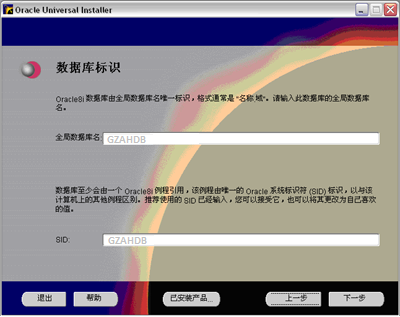 Oracle Universal Installer
数据库标识
Oracle8i 数据库由全局数据库名唯一标识，格式通常是 "名称.域"。请输入此数据库的全局数据库
名。
全局数据库名: GZAHDB
数据库至少会由一个 Oracle8i 例程引用，该例程由唯一的 Oracle 系统标识符 (SID) 标识，以与该
计算机上的其他例程区别。推荐使用的 SID 已经输入，您可以接受它，也可以将其更改为自己喜欢
的值。
SID: GZAHDB
退出 帮助 已安装产品... 上一步 下一步